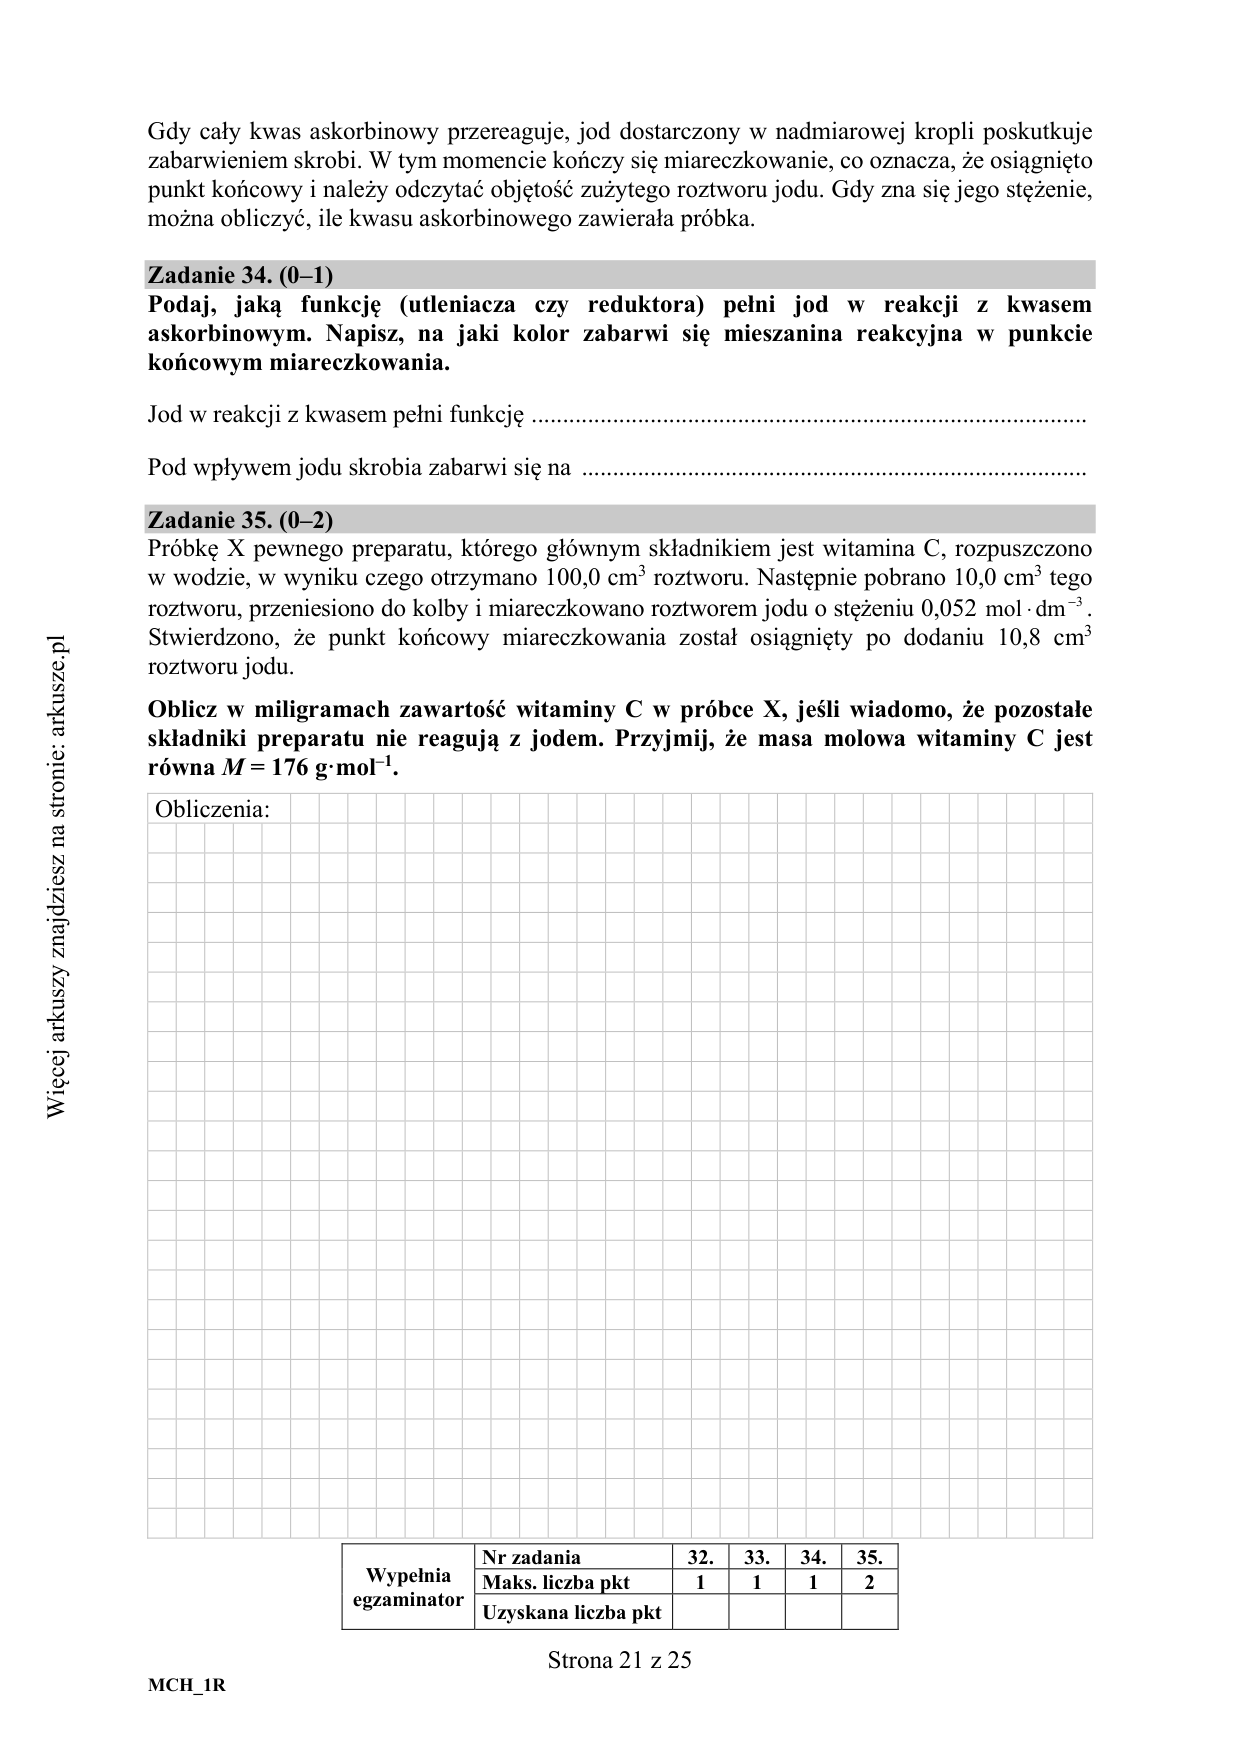 Gdy cały kwas askorbinowy przereaguje, jod dostarczony w nadmiarowej kropli poskutkuje
zabarwieniem skrobi. W tym momencie kończy się miareczkowanie, co oznacza, że osiągnięto
punkt końcowy i należy odczytać objętość zużytego roztworu jodu. Gdy zna się jego stężenie,
można obliczyć, ile kwasu askorbinowego zawierała próbka.
Zadanie 34. (0–1)
Podaj, jaką funkcję (utleniacza czy reduktora) pełni jod w reakcji z kwasem
askorbinowym. Napisz, na jaki kolor zabarwi się mieszanina reakcyjna w punkcie
końcowym miareczkowania.
Jod w reakcji z kwasem pełni funkcję ........................................................................................
Pod wpływem jodu skrobia zabarwi się na ................................................................................
Zadanie 35. (0–2)
Próbkę X pewnego preparatu, którego głównym składnikiem jest witamina C, rozpuszczono
w wodzie, w wyniku czego otrzymano 100,0 cm³ roztworu. Następnie pobrano 10,0 cm³ tego
roztworu, przeniesiono do kolby i miareczkowano roztworem jodu o stężeniu 0,052 mol · dm⁻³.
Stwierdzono, że punkt końcowy miareczkowania został osiągnięty po dodaniu 10,8 cm³
roztworu jodu.
Oblicz w miligramach zawartość witaminy C w próbce X, jeśli wiadomo, że pozostałe
składniki preparatu nie reagują z jodem. Przyjmij, że masa molowa witaminy C jest
równa M = 176 g·mol⁻¹.
Obliczenia:
Więcej arkuszy znajdziesz na stronie: arkusze.pl
Wypełnia
egzaminator
Nr zadania 32. 33. 34. 35.
Maks. liczba pkt 1 1 1 2
Uzyskana liczba pkt
Strona 21 z 25
MCH_1R